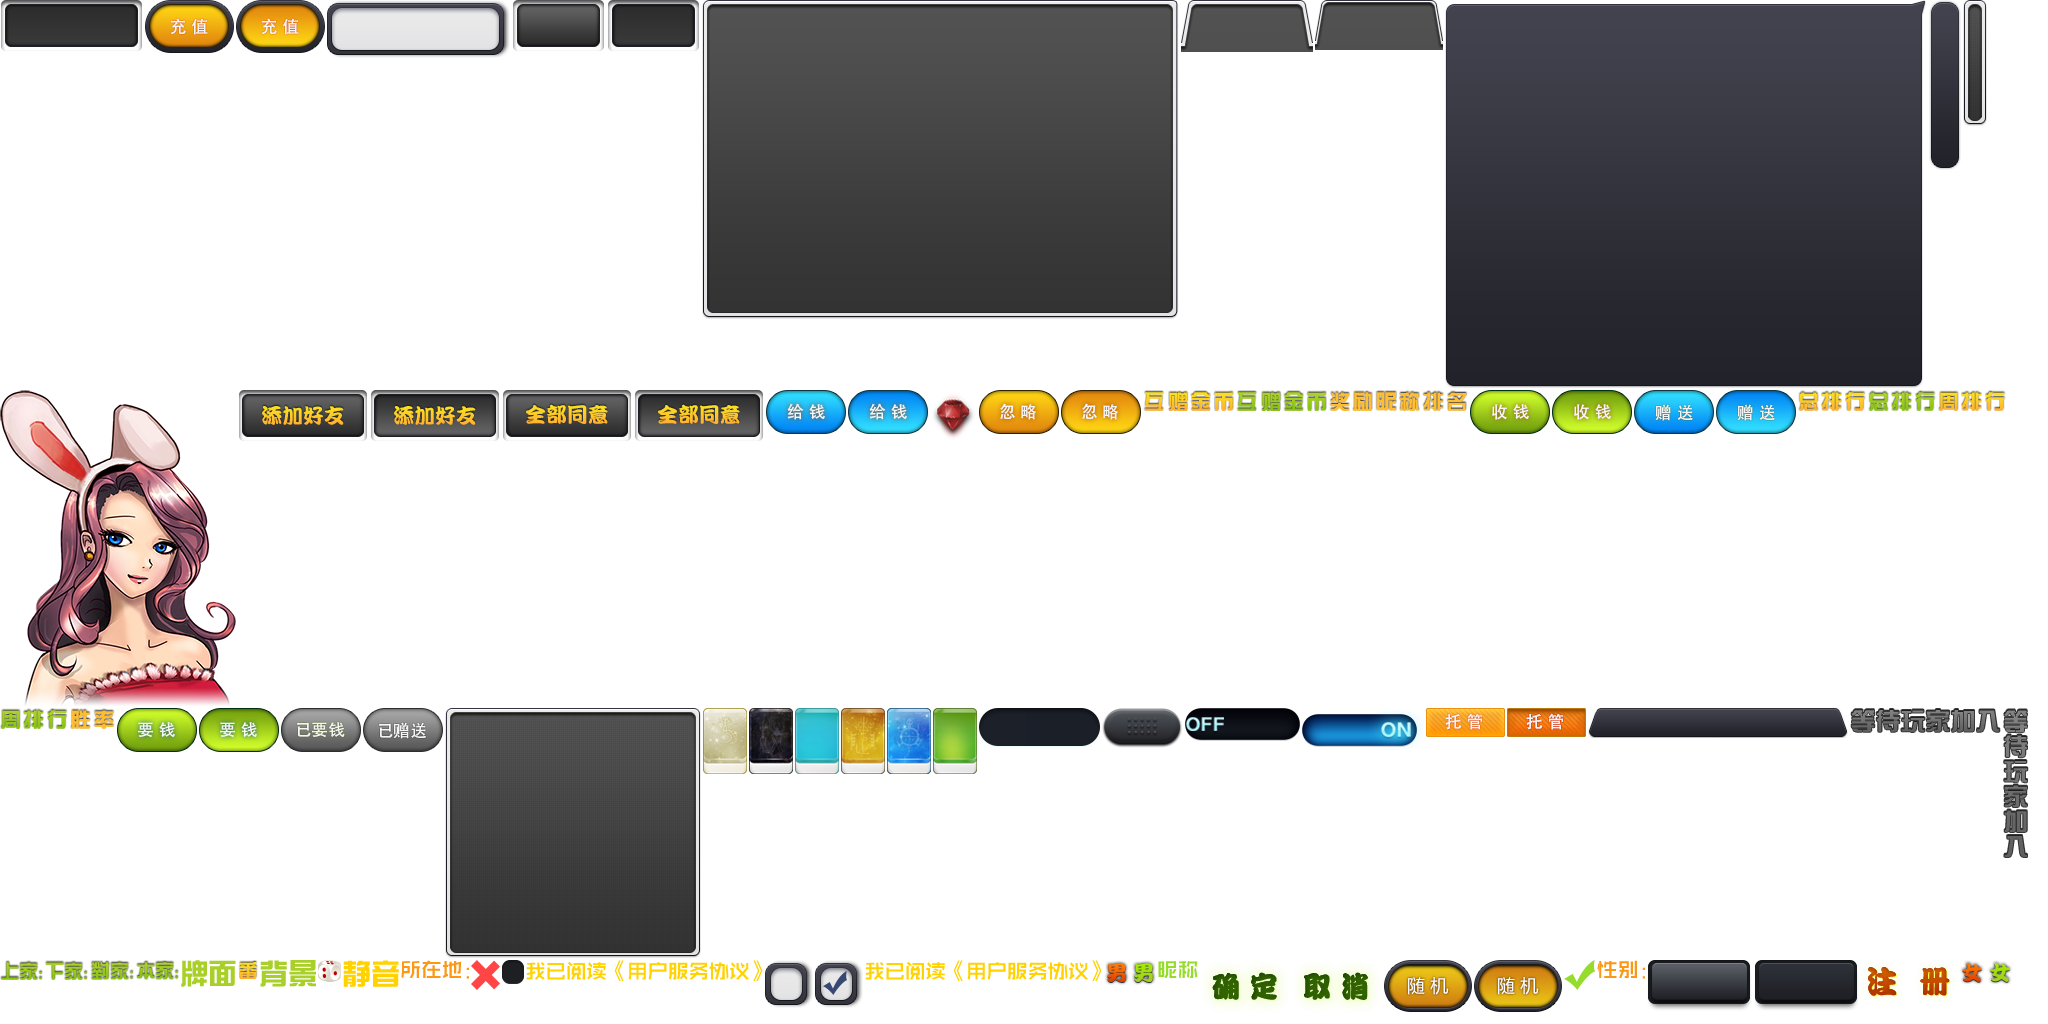 充值
充值
添加好友
添加好友
全部同意
全部同意
给钱
给钱
忽略
忽略
互赠金币
互赠金币
奖励
昵称
排名
收钱
收钱
赠送
赠送
总排行
总排行
周排行
周排行
胜率
要钱
要钱
已要钱
已赠送
OFF
ON
托管
托管
等待玩家加入
等待玩家加入
上家:
下家:
对家:
本家:
牌面
番
背景
静音
所在地:
我已阅读《用户服务协议》
我已阅读《用户服务协议》
男
男
昵称
确定
取消
随机
随机
性别:
注册
女
女